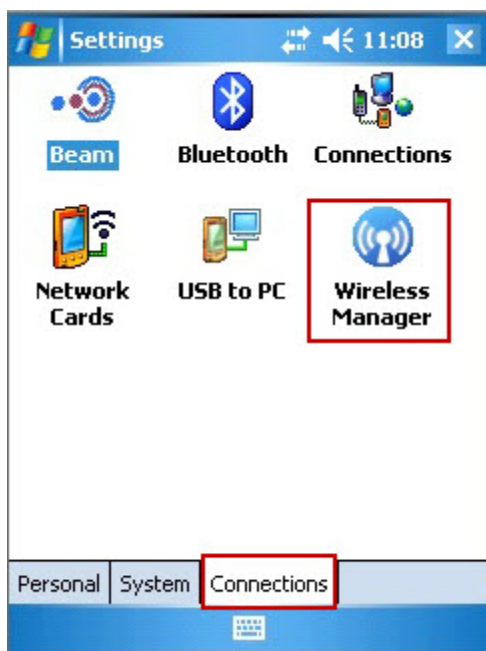 Settings 11:08
Beam Bluetooth Connections
Network Cards USB to PC Wireless Manager
Personal System Connections